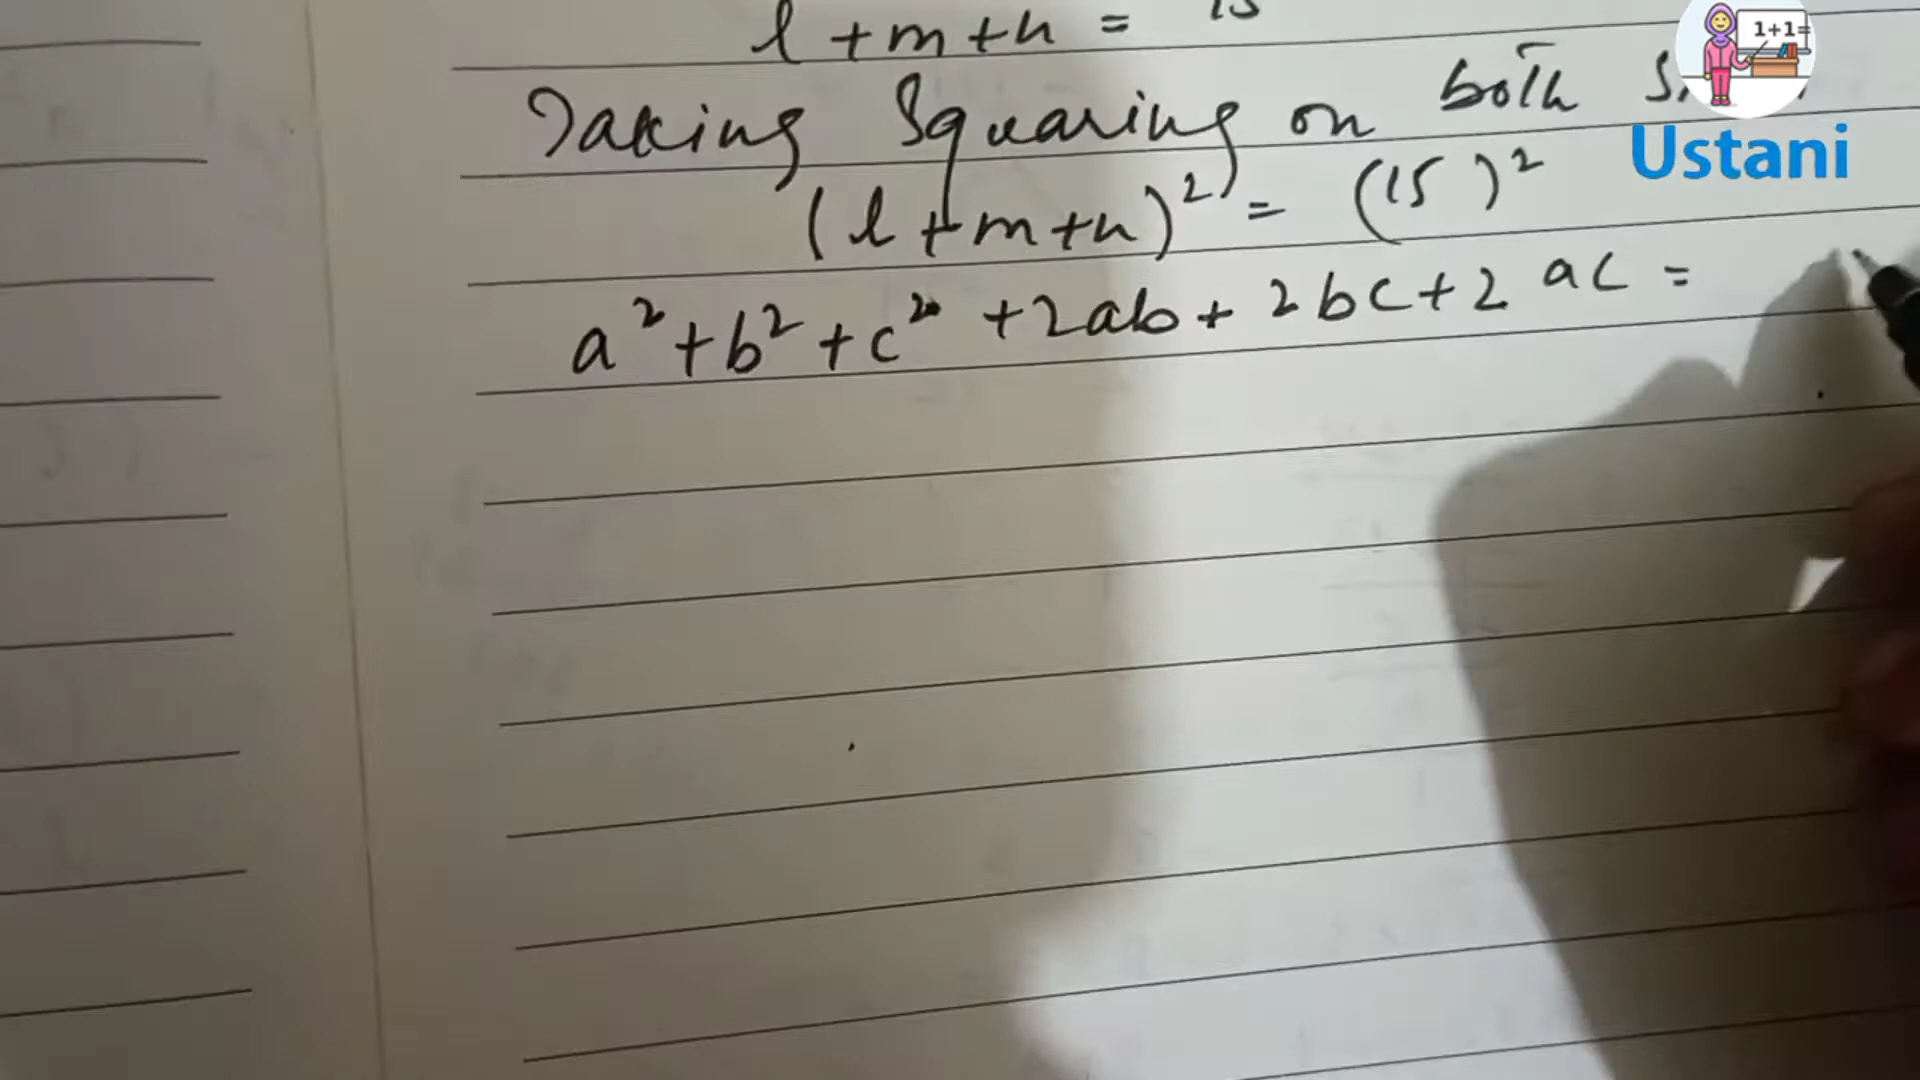 l + m + n = 15
Taking Squaring on both
1+1=
Ustani
(l + m + n)² = (15)²
a² + b² + c² + 2ab + 2bc + 2ac =